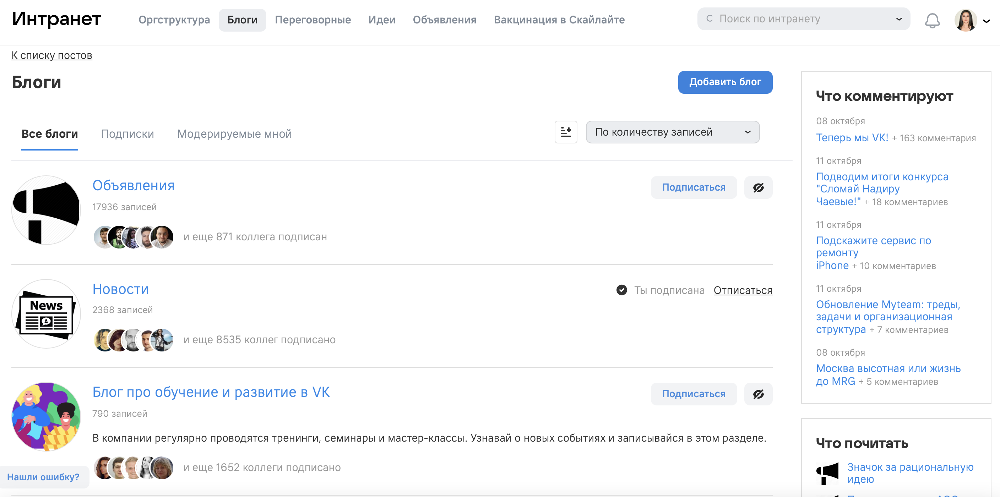 Интранет
Оргструктура
Блоги
Переговорные
Идеи
Объявления
Вакцинация в Скайлайте
Поиск по интранету
К списку постов
Блоги
Добавить блог
Все блоги
Подписки
Модерируемые мной
По количеству записей
Объявления
Подписаться
17936 записей
и еще 871 коллега подписан
Новости
Ты подписана
Отписаться
2368 записей
News
и еще 8535 коллег подписано
Блог про обучение и развитие в VK
Подписаться
790 записей
В компании регулярно проводятся тренинги, семинары и мастер-классы. Узнавай о новых событиях и записывайся в этом разделе.
и еще 1652 коллеги подписано
Нашли ошибку?
Что комментируют
08 октября
Теперь мы VK! + 163 комментария
11 октября
Подводим итоги конкурса
"Сломай Надиру
Чаевые!" + 18 комментариев
11 октября
Подскажите сервис по
ремонту
iPhone + 10 комментариев
11 октября
Обновление Myteam: треды,
задачи и организационная
структура + 7 комментариев
08 октября
Москва высотная или жизнь
до MRG + 5 комментариев
Что почитать
Значок за рациональную
идею